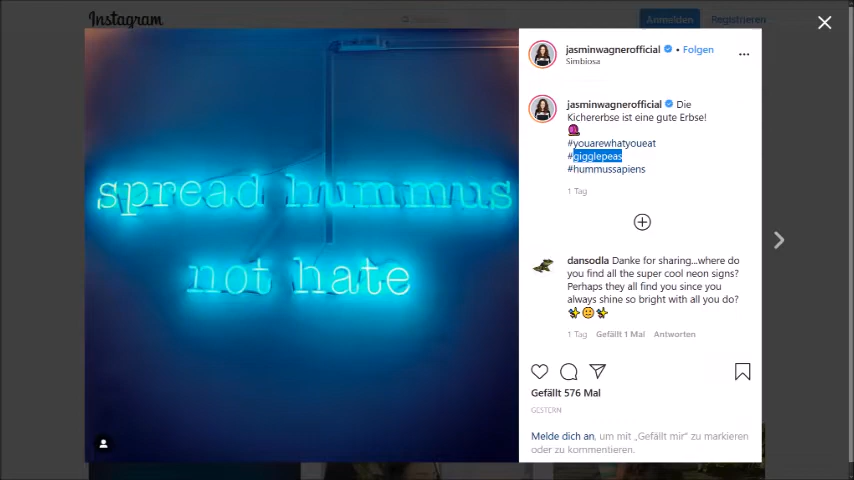 Instagram
Anmelden
Registrieren
spread hummus
not hate
jasminwagnerofficial • Folgen
Simbiosa
jasminwagnerofficial Die
Kichererbse ist eine gute Erbse!
#youarewhatyoueat
#gigglepeas
#hummussapiens
1 Tag
dansodla Danke for sharing...where do
you find all the super cool neon signs?
Perhaps they all find you since you
always shine so bright with all you do?
1 Tag Gefällt 1 Mal Antworten
Gefällt 576 Mal
GESTERN
Melde dich an, um mit „Gefällt mir“ zu markieren
oder zu kommentieren.